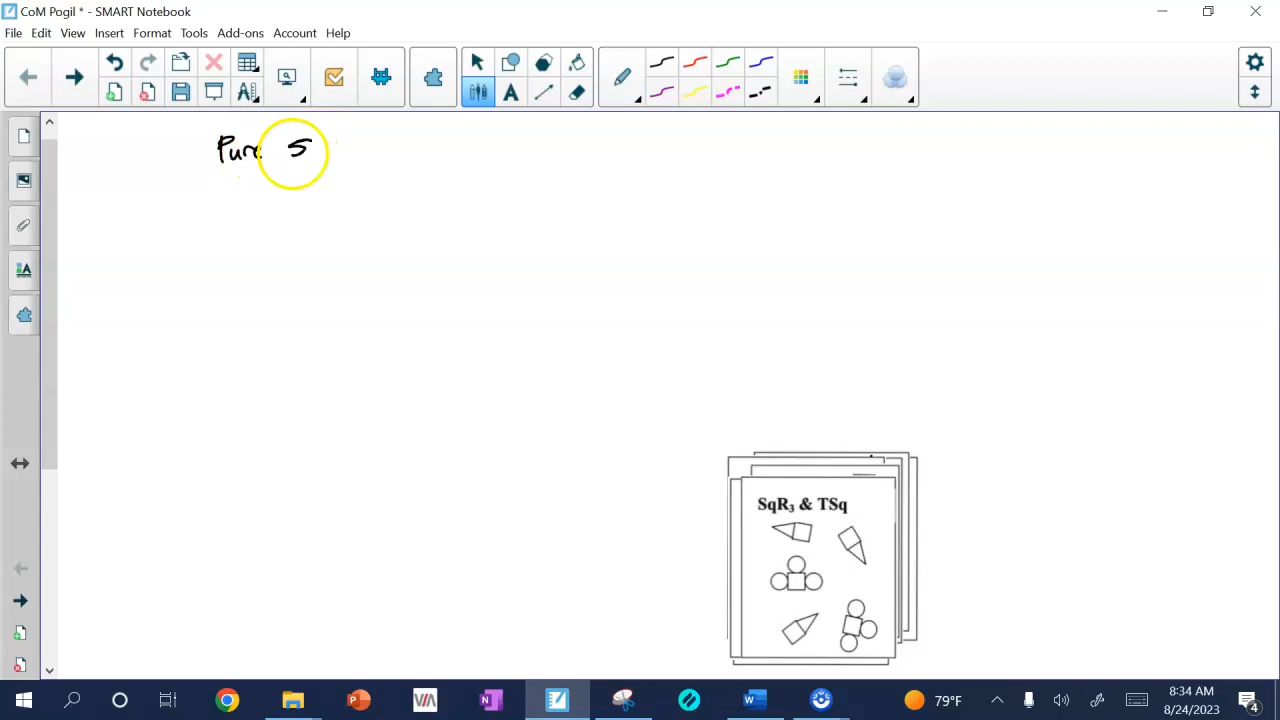 CoM Pogil * - SMART Notebook
File Edit View Insert Format Tools Add-ons Account Help
Pure S
SqR₃ & TSq
79°F
8:34 AM
8/24/2023
4